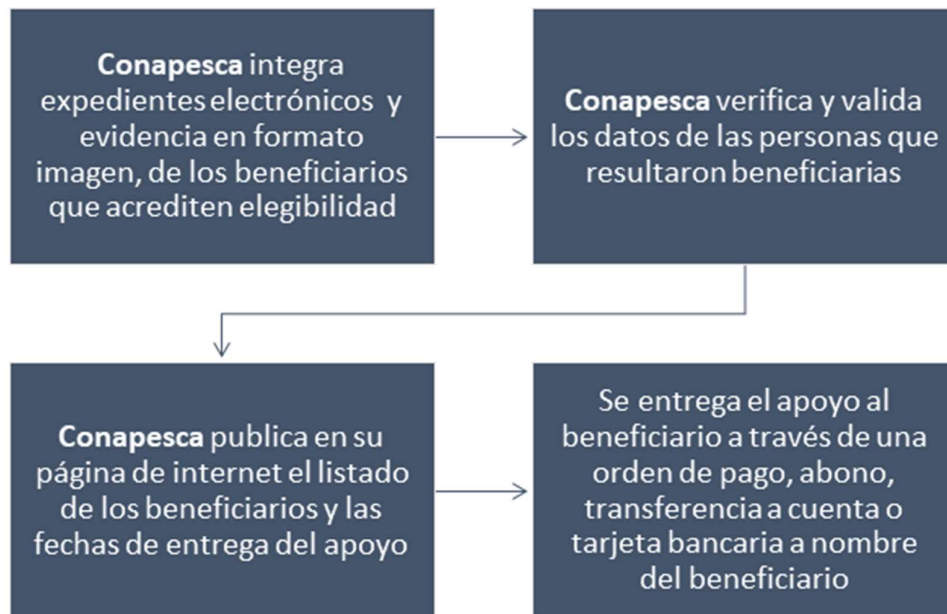 Conapesca integra
expedientes electrónicos y
evidencia en formato
imagen, de los beneficiarios
que acrediten elegibilidad
Conapesca verifica y valida
los datos de las personas que
resultaron beneficiarias
Conapesca publica en su
página de internet el listado
de los beneficiarios y las
fechas de entrega del apoyo
Se entrega el apoyo al
beneficiario a través de una
orden de pago, abono,
transferencia a cuenta o
tarjeta bancaria a nombre
del beneficiario